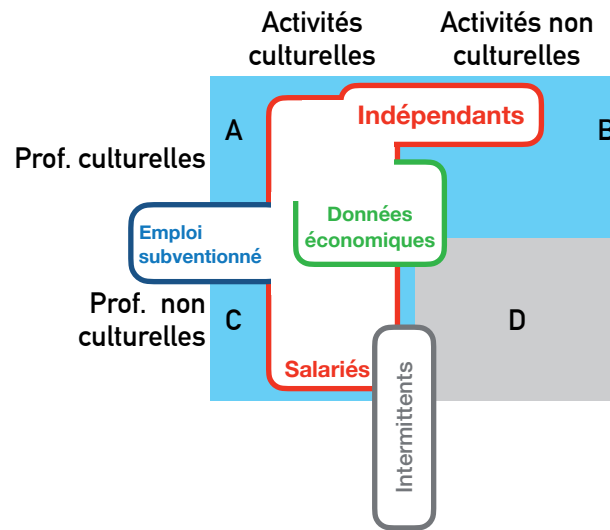 Activités
culturelles
Activités non
culturelles
A
Indépendants
B
Prof. culturelles
Données
économiques
Emploi
subventionné
Prof. non
culturelles
C
D
Salariés
Intermittents